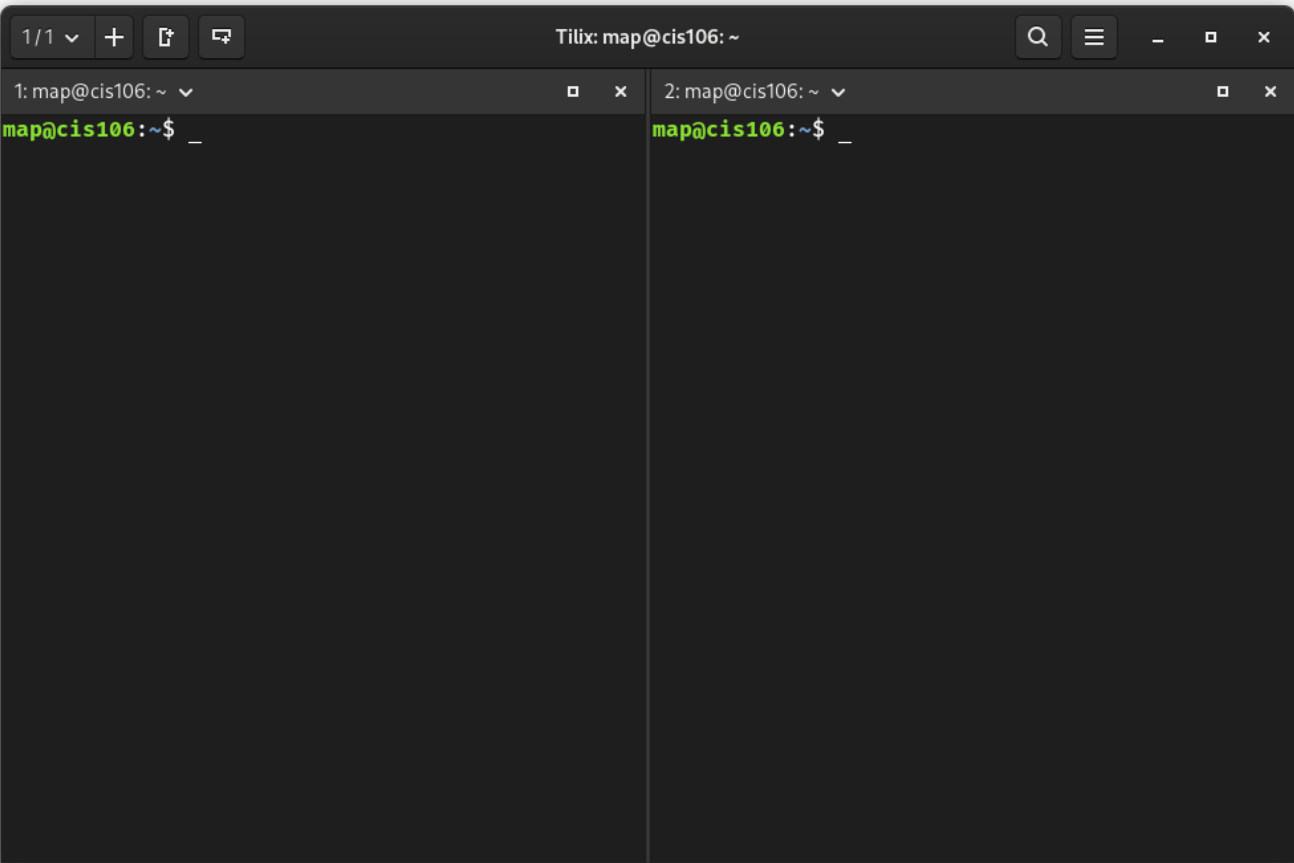 1/1
Tilix: map@cis106: ~
1: map@cis106: ~
map@cis106:~$ _
2: map@cis106: ~
map@cis106:~$ _